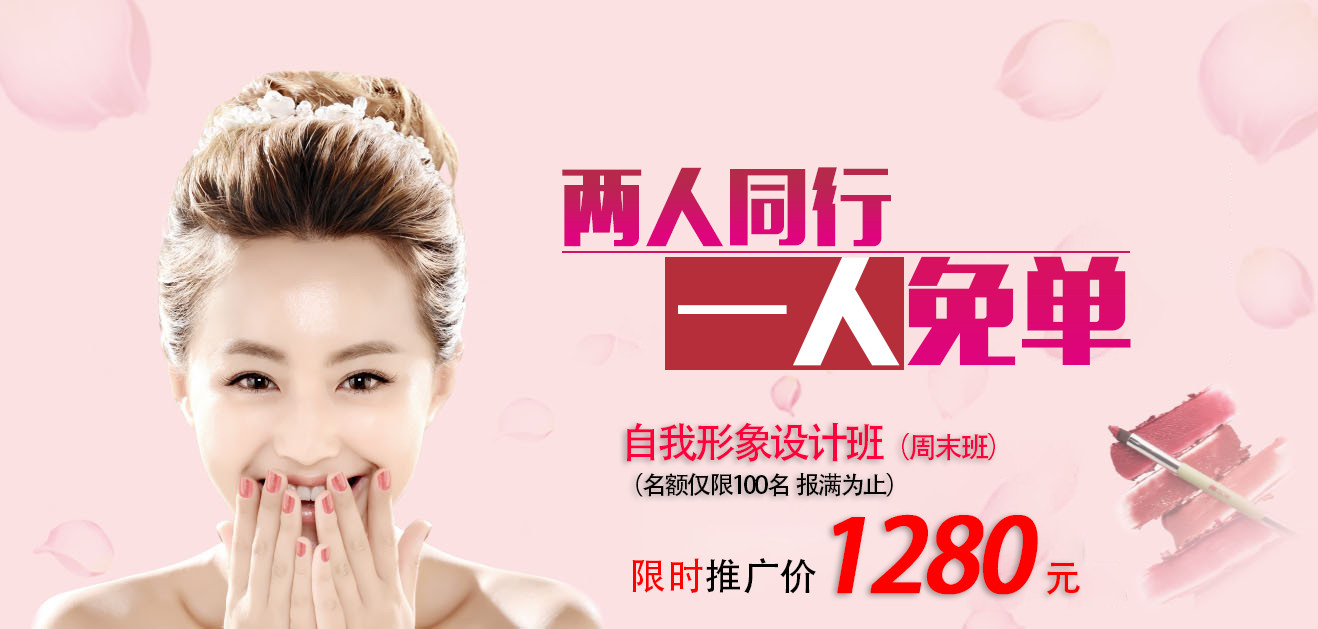 两人同行
一人免单
自我形象设计班（周末班）
（名额仅限100名 报满为止）
限时推广价1280元